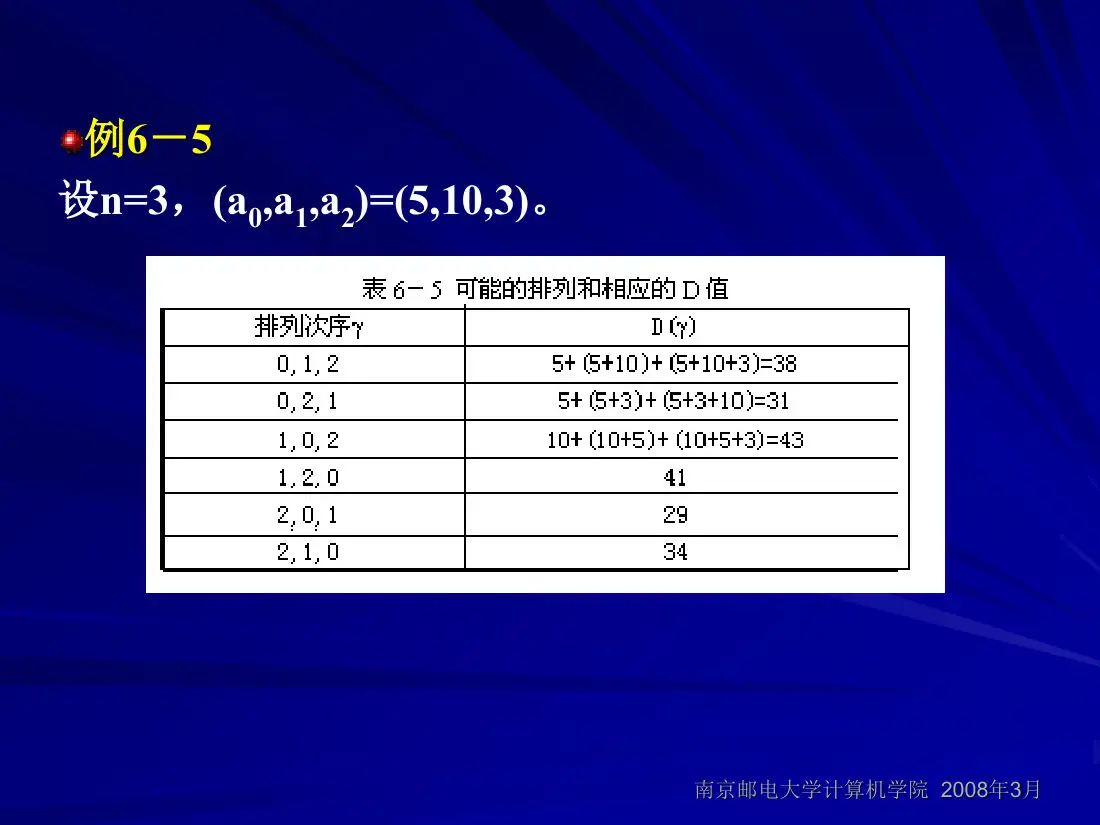 例6－5
设n=3，(a0,a1,a2)=(5,10,3)。
表6－5 可能的排列和相应的D值
排列次序γ D(γ)
0,1,2 5+(5+10)+(5+10+3)=38
0,2,1 5+(5+3)+(5+3+10)=31
1,0,2 10+(10+5)+(10+5+3)=43
1,2,0 41
2,0,1 29
2,1,0 34
南京邮电大学计算机学院 2008年3月